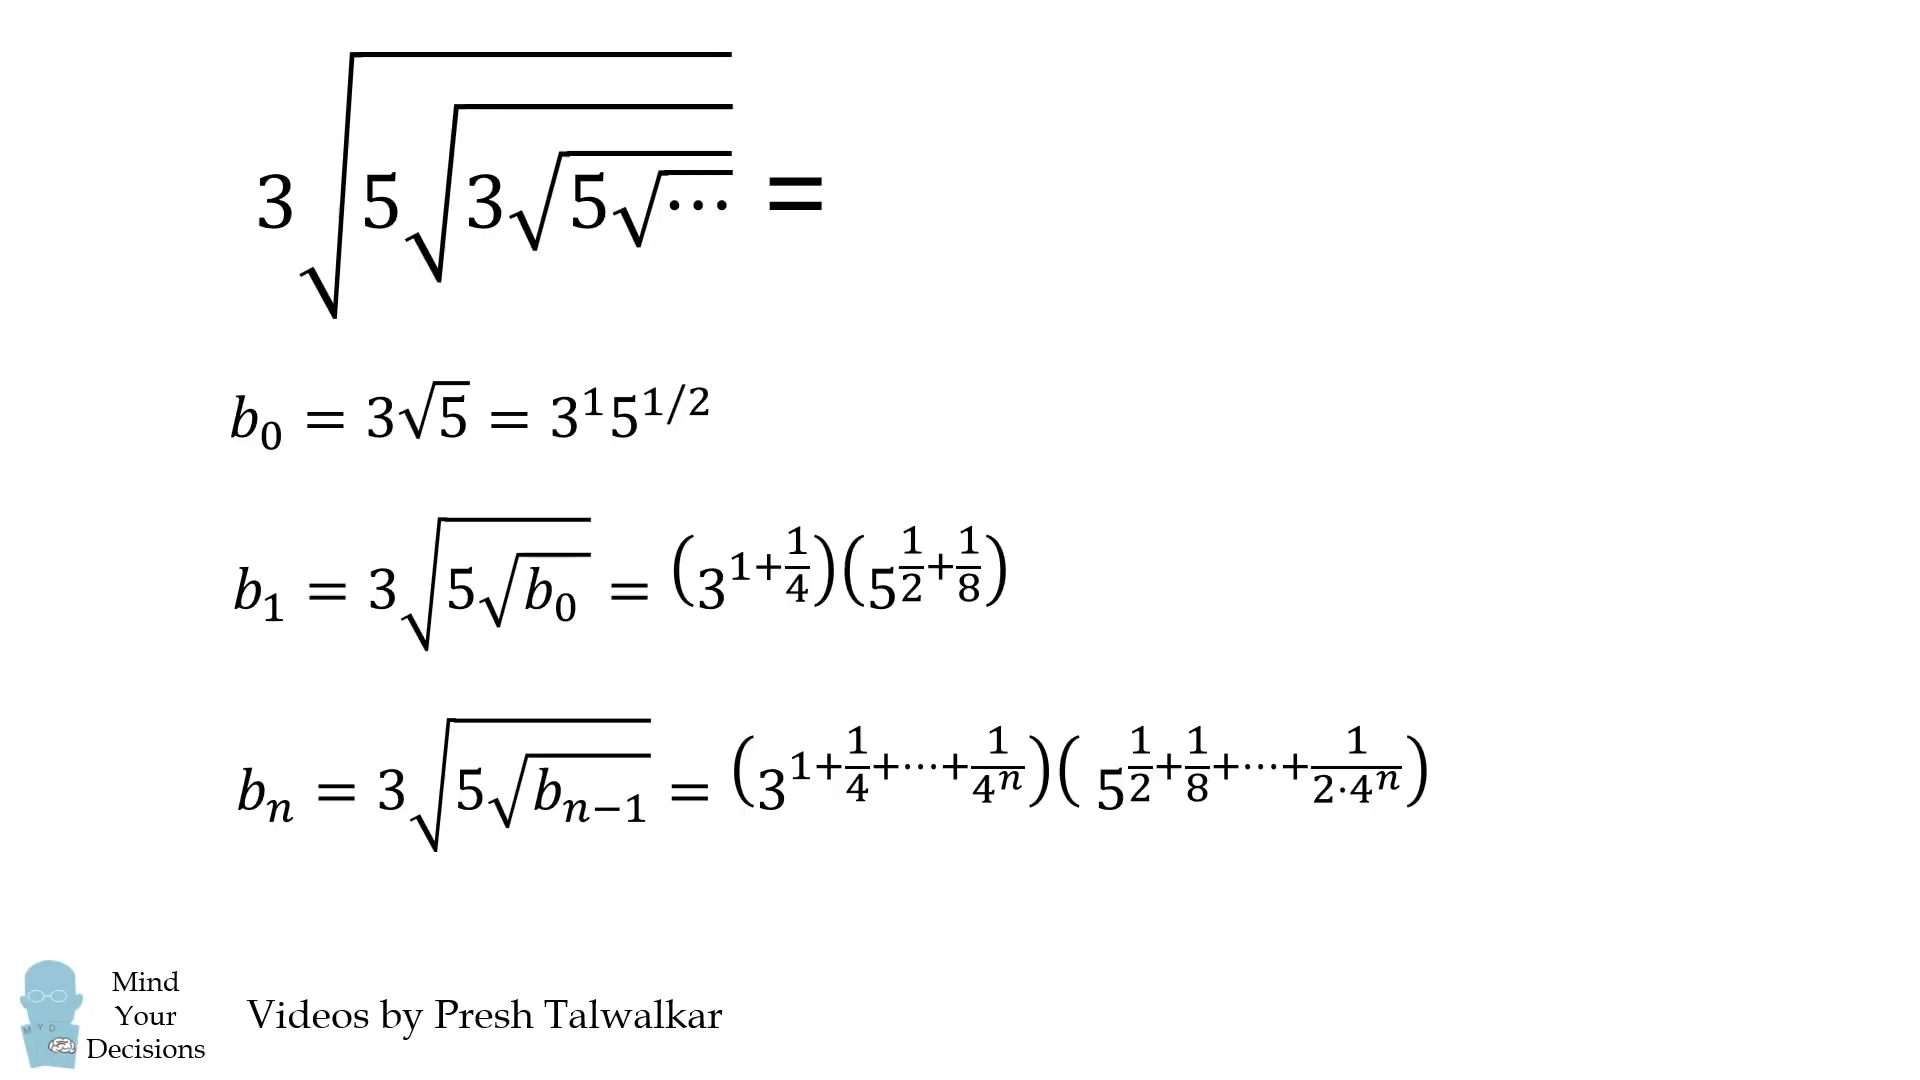 3√(5√(3√(5√⋯))) =
b₀ = 3√5 = 3¹5^(1/2)
b₁ = 3√(5√b₀) = (3^(1+1/4))(5^(1/2+1/8))
bₙ = 3√(5√bₙ₋₁) = (3^(1+1/4+⋯+1/4ⁿ))(5^(1/2+1/8+⋯+1/(2·4ⁿ)))
M Y D
Mind
Your
Decisions
Videos by Presh Talwalkar